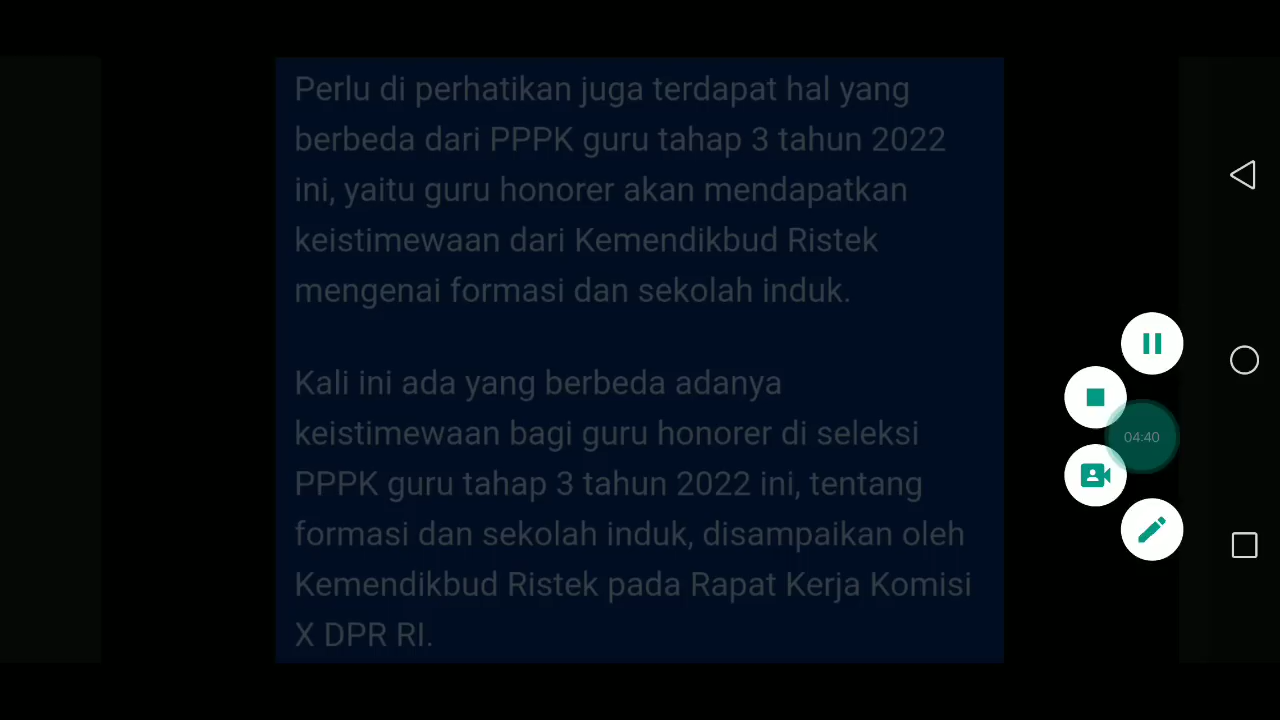 Perlu di perhatikan juga terdapat hal yang
berbeda dari PPPK guru tahap 3 tahun 2022
ini, yaitu guru honorer akan mendapatkan
keistimewaan dari Kemendikbud Ristek
mengenai formasi dan sekolah induk.
Kali ini ada yang berbeda adanya
keistimewaan bagi guru honorer di seleksi
PPPK guru tahap 3 tahun 2022 ini, tentang
formasi dan sekolah induk, disampaikan oleh
Kemendikbud Ristek pada Rapat Kerja Komisi
X DPR RI.
04:40